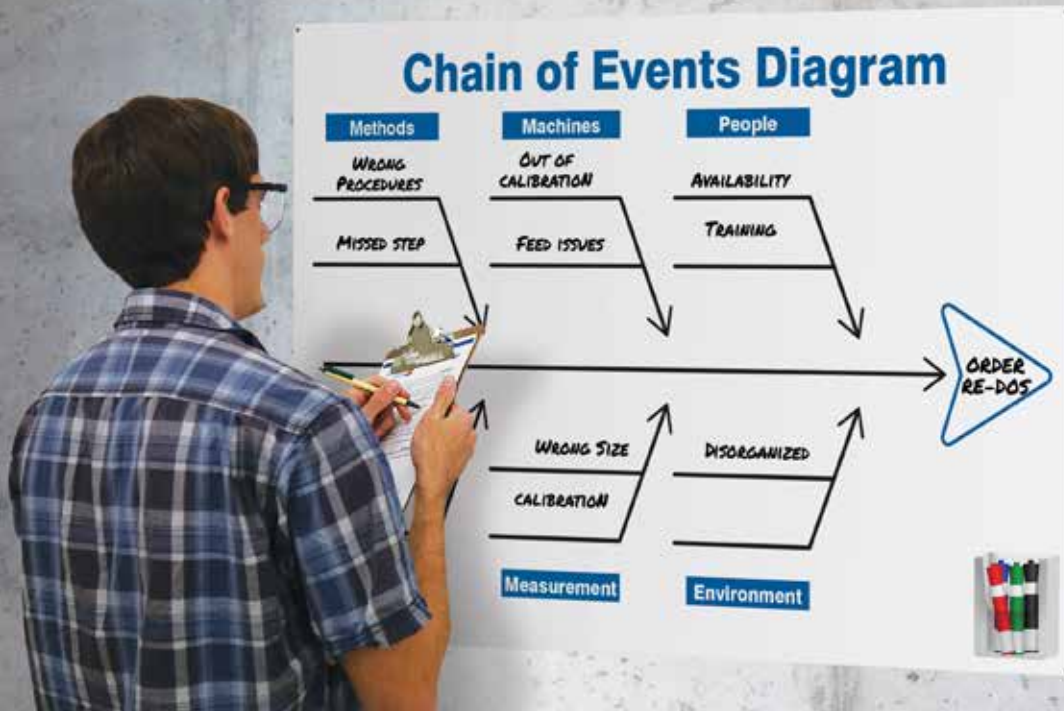 Chain of Events Diagram
Methods
Machines
People
WRONG
PROCEDURES
OUT OF
CALIBRATION
AVAILABILITY
MISSED STEP
FEED ISSUES
TRAINING
ORDER
RE-DOS
WRONG SIZE
DISORGANIZED
CALIBRATION
Measurement
Environment